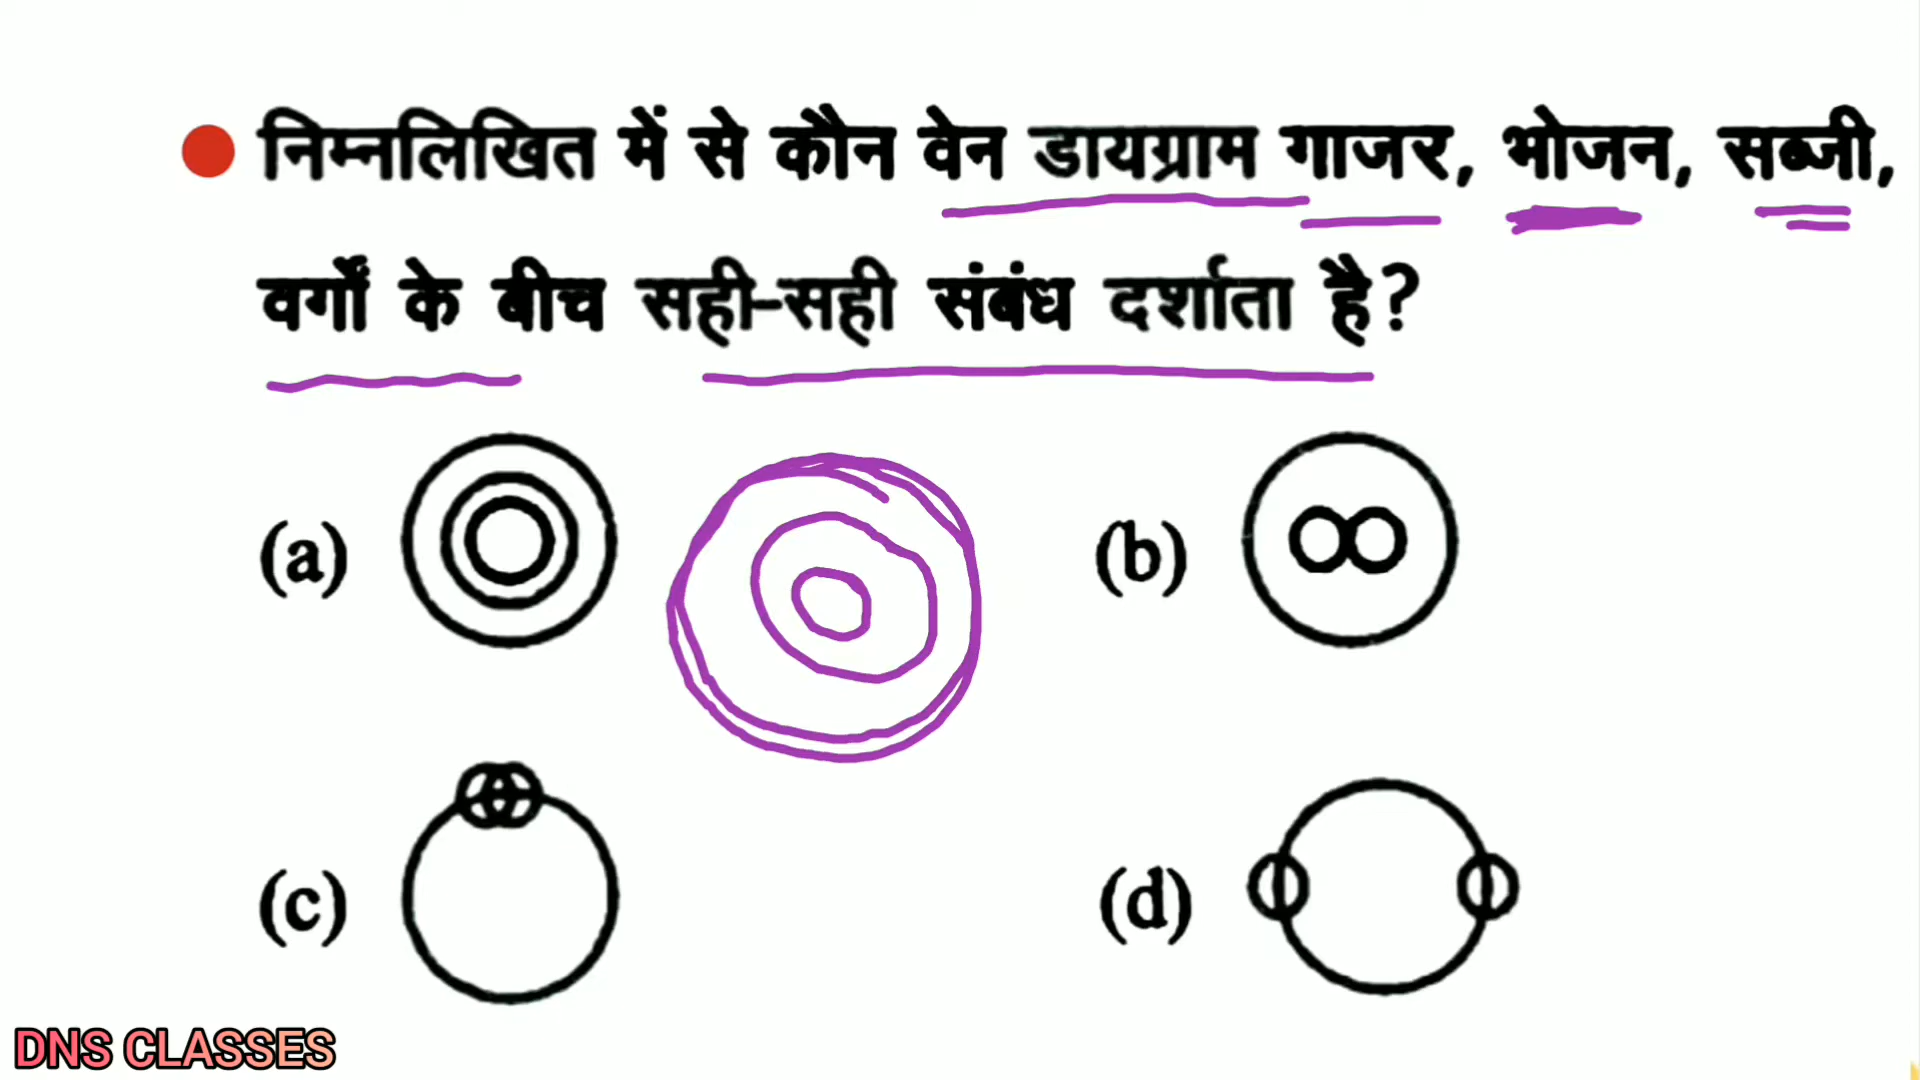 निम्नलिखित में से कौन वेन डायग्राम गाजर, भोजन, सब्जी,
वर्गों के बीच सही-सही संबंध दर्शाता है?
(a)
(b)
(c)
(d)
DNS CLASSES